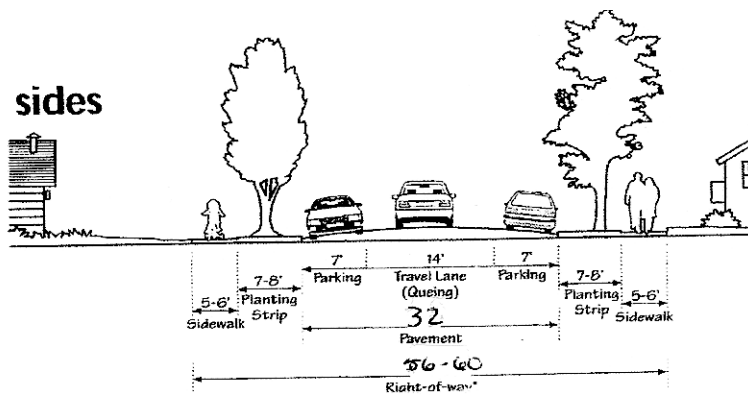 sides
7' 14' 7'
Parking Travel Lane Parking
(Queing)
7-8' 7-8'
Planting Planting
Strip Strip
5-6' 5-6'
Sidewalk Sidewalk
32
Pavement
56-60
Right-of-way*